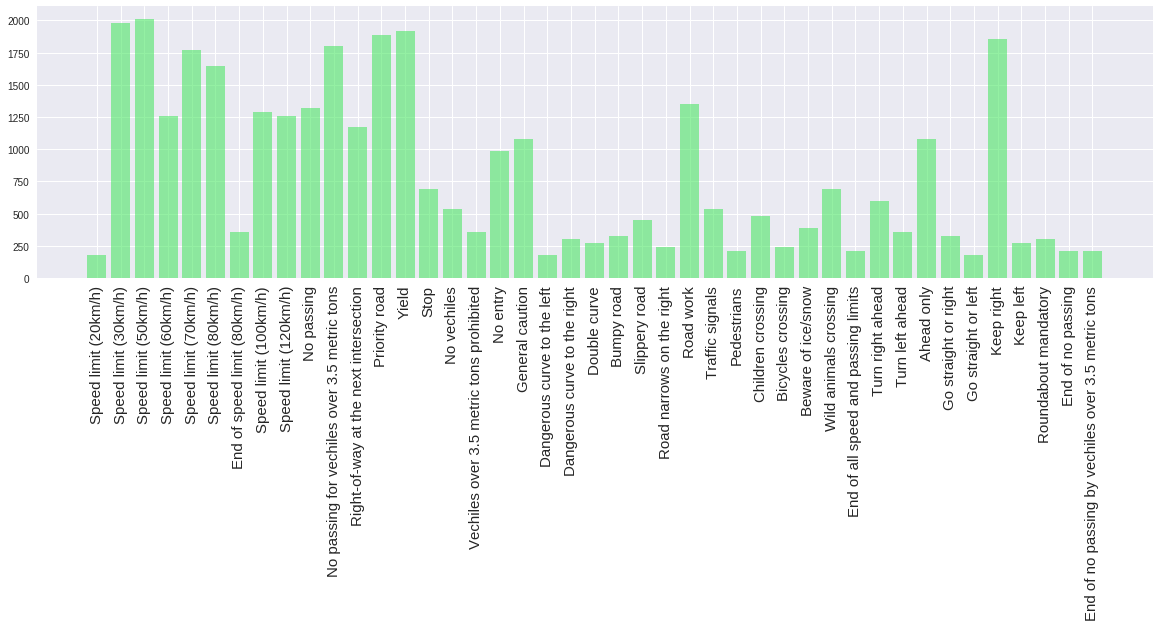 2000
1750
1500
1250
1000
750
500
250
0
Speed limit (20km/h)
Speed limit (30km/h)
Speed limit (50km/h)
Speed limit (60km/h)
Speed limit (70km/h)
Speed limit (80km/h)
End of speed limit (80km/h)
Speed limit (100km/h)
Speed limit (120km/h)
No passing
No passing for vechiles over 3.5 metric tons
Right-of-way at the next intersection
Priority road
Yield
Stop
No vechiles
Vechiles over 3.5 metric tons prohibited
No entry
General caution
Dangerous curve to the left
Dangerous curve to the right
Double curve
Bumpy road
Slippery road
Road narrows on the right
Road work
Traffic signals
Pedestrians
Children crossing
Bicycles crossing
Beware of ice/snow
Wild animals crossing
End of all speed and passing limits
Turn right ahead
Turn left ahead
Ahead only
Go straight or right
Go straight or left
Keep right
Keep left
Roundabout mandatory
End of no passing
End of no passing by vechiles over 3.5 metric tons